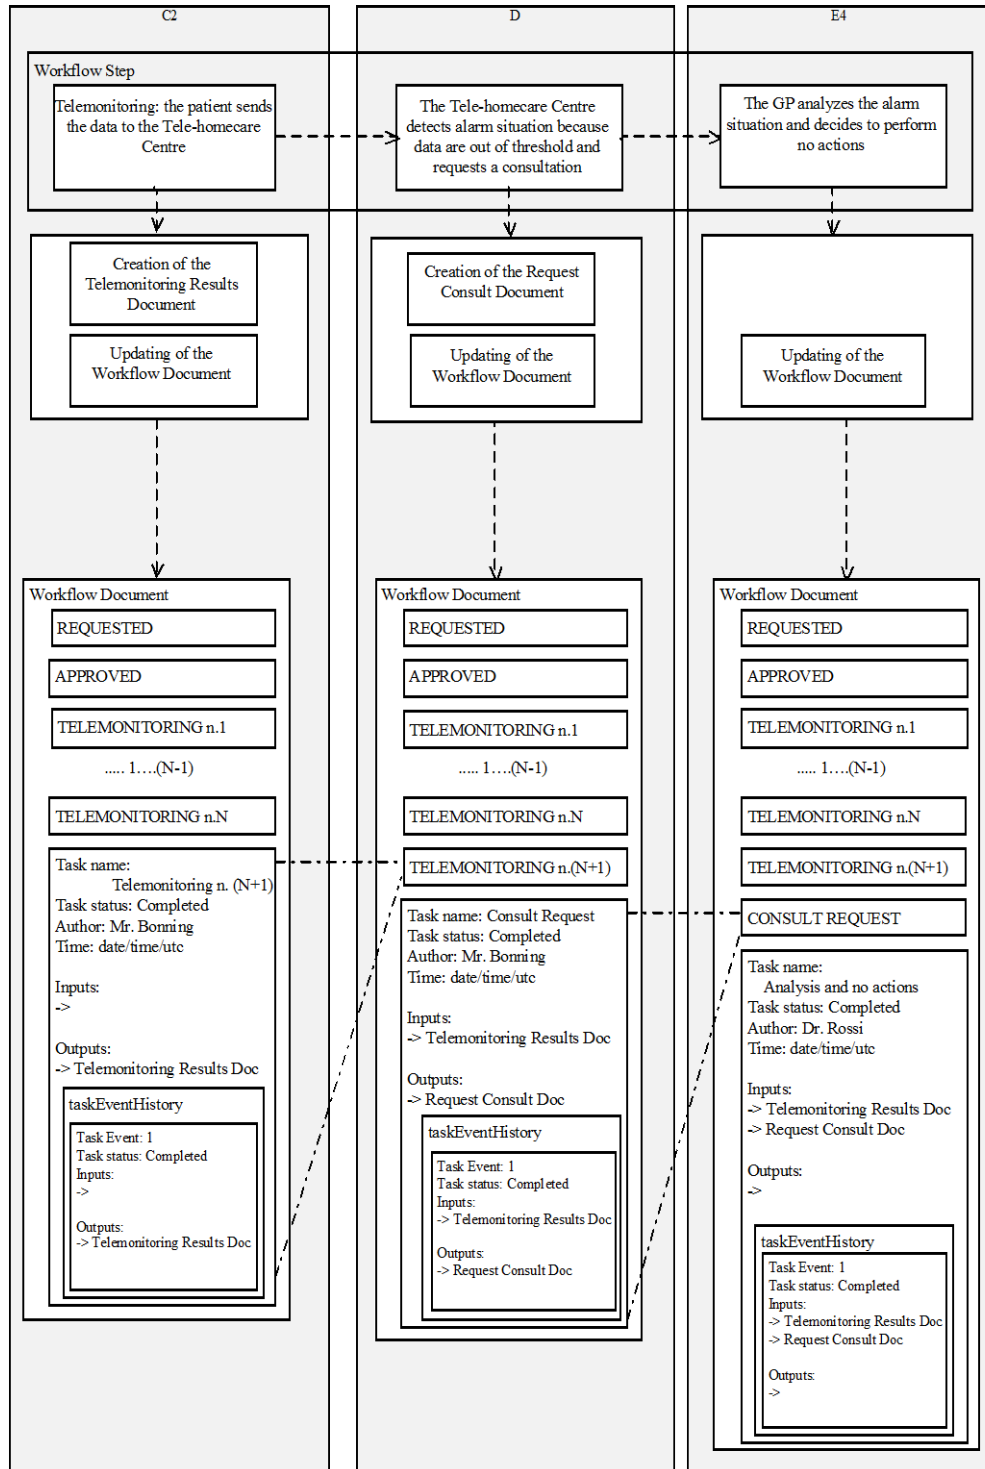 C2
D
E4
Workflow Step
Telemonitoring: the patient sends
the data to the Tele-homecare
Centre
The Tele-homecare Centre
detects alarm situation because
data are out of threshold and
requests a consultation
The GP analyzes the alarm
situation and decides to perform
no actions
Creation of the
Telemonitoring Results
Document
Updating of the
Workflow Document
Creation of the Request
Consult Document
Updating of the
Workflow Document
Updating of the
Workflow Document
Workflow Document
REQUESTED
APPROVED
TELEMONITORING n.1
..... 1....(N-1)
TELEMONITORING n.N
Task name:
Telemonitoring n. (N+1)
Task status: Completed
Author: Mr. Bonning
Time: date/time/utc
Inputs:
->
Outputs:
-> Telemonitoring Results Doc
taskEventHistory
Task Event: 1
Task status: Completed
Inputs:
->
Outputs:
-> Telemonitoring Results Doc
Workflow Document
REQUESTED
APPROVED
TELEMONITORING n.1
..... 1....(N-1)
TELEMONITORING n.N
TELEMONITORING n.(N+1)
Task name: Consult Request
Task status: Completed
Author: Mr. Bonning
Time: date/time/utc
Inputs:
-> Telemonitoring Results Doc
Outputs:
-> Request Consult Doc
taskEventHistory
Task Event: 1
Task status: Completed
Inputs:
-> Telemonitoring Results Doc
Outputs:
-> Request Consult Doc
Workflow Document
REQUESTED
APPROVED
TELEMONITORING n.1
..... 1....(N-1)
TELEMONITORING n.N
TELEMONITORING n.(N+1)
CONSULT REQUEST
Task name:
Analysis and no actions
Task status: Completed
Author: Dr. Rossi
Time: date/time/utc
Inputs:
-> Telemonitoring Results Doc
-> Request Consult Doc
Outputs:
->
taskEventHistory
Task Event: 1
Task status: Completed
Inputs:
-> Telemonitoring Results Doc
-> Request Consult Doc
Outputs:
->